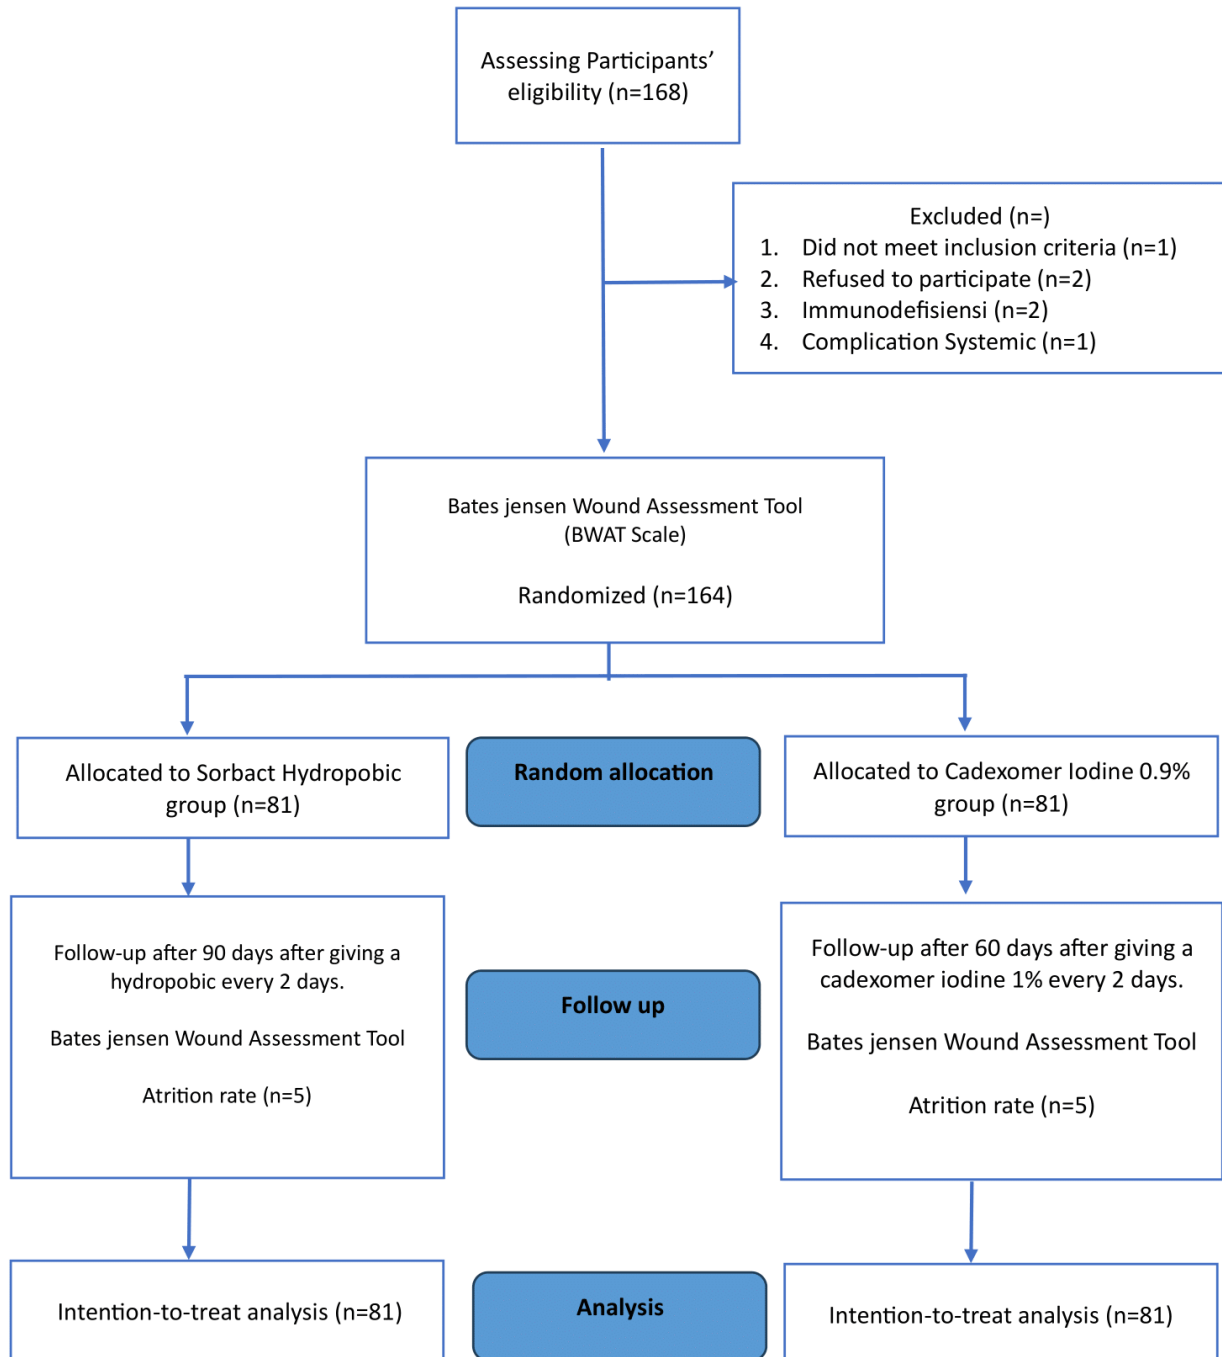 Assessing Participants’
eligibility (n=168)
Excluded (n=)
1. Did not meet inclusion criteria (n=1)
2. Refused to participate (n=2)
3. Immunodefisiensi (n=2)
4. Complication Systemic (n=1)
Bates jensen Wound Assessment Tool
(BWAT Scale)
Randomized (n=164)
Allocated to Sorbact Hydropobic
group (n=81)
Random allocation
Allocated to Cadexomer Iodine 0.9%
group (n=81)
Follow-up after 90 days after giving a
hydropobic every 2 days.
Bates jensen Wound Assessment Tool
Atrition rate (n=5)
Follow up
Follow-up after 60 days after giving a
cadexomer iodine 1% every 2 days.
Bates jensen Wound Assessment Tool
Atrition rate (n=5)
Intention-to-treat analysis (n=81)
Analysis
Intention-to-treat analysis (n=81)